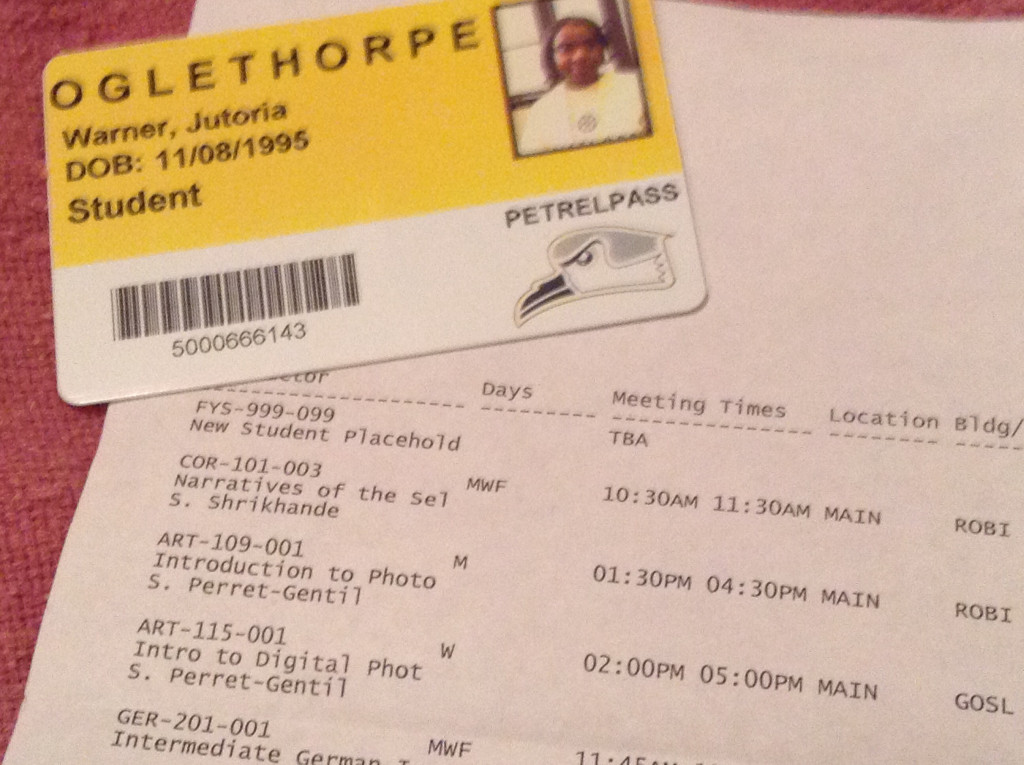 OGLETHORPE
Warner, Jutoria
DOB: 11/08/1995
Student
PETRELPASS
5000666143
Days Meeting Times Location Bldg/
FYS-999-099
New Student Placehold TBA
COR-101-003
Narratives of the Sel MWF 10:30AM 11:30AM MAIN ROBI
S. Shrikhande
ART-109-001
Introduction to Photo M 01:30PM 04:30PM MAIN ROBI
S. Perret-Gentil
ART-115-001
Intro to Digital Phot W 02:00PM 05:00PM MAIN GOSL
S. Perret-Gentil
GER-201-001
Intermediate German I MWF